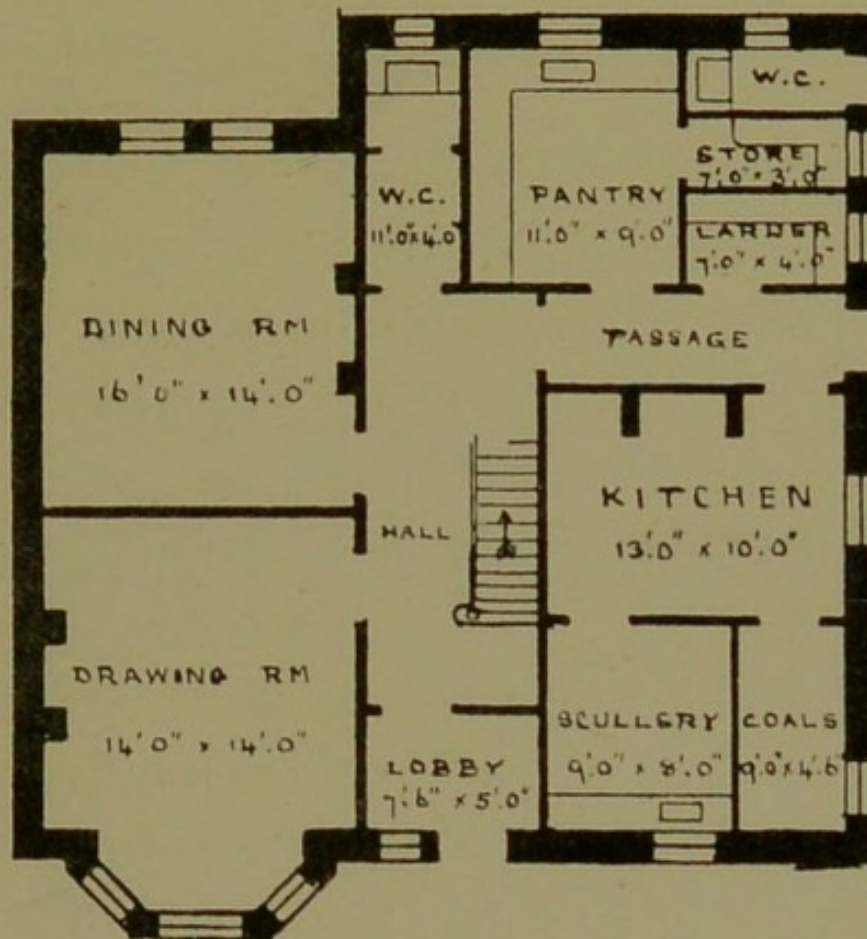 W.C.
STORE
7'.0" x 3'.0"
W.C.
11'.0" x 4'.0
PANTRY
11'.0" x 9'.0"
LARDER
7'.0" x 4'.0"
DINING RM
16'0" x 14'.0"
PASSAGE
KITCHEN
13'.0" x 10'.0"
HALL
DRAWING RM
14'0" x 14'.0"
SCULLERY
9'.0" x 8'.0"
COALS
9'.0" x 4'.6"
LOBBY
7'.6" x 5'.0"